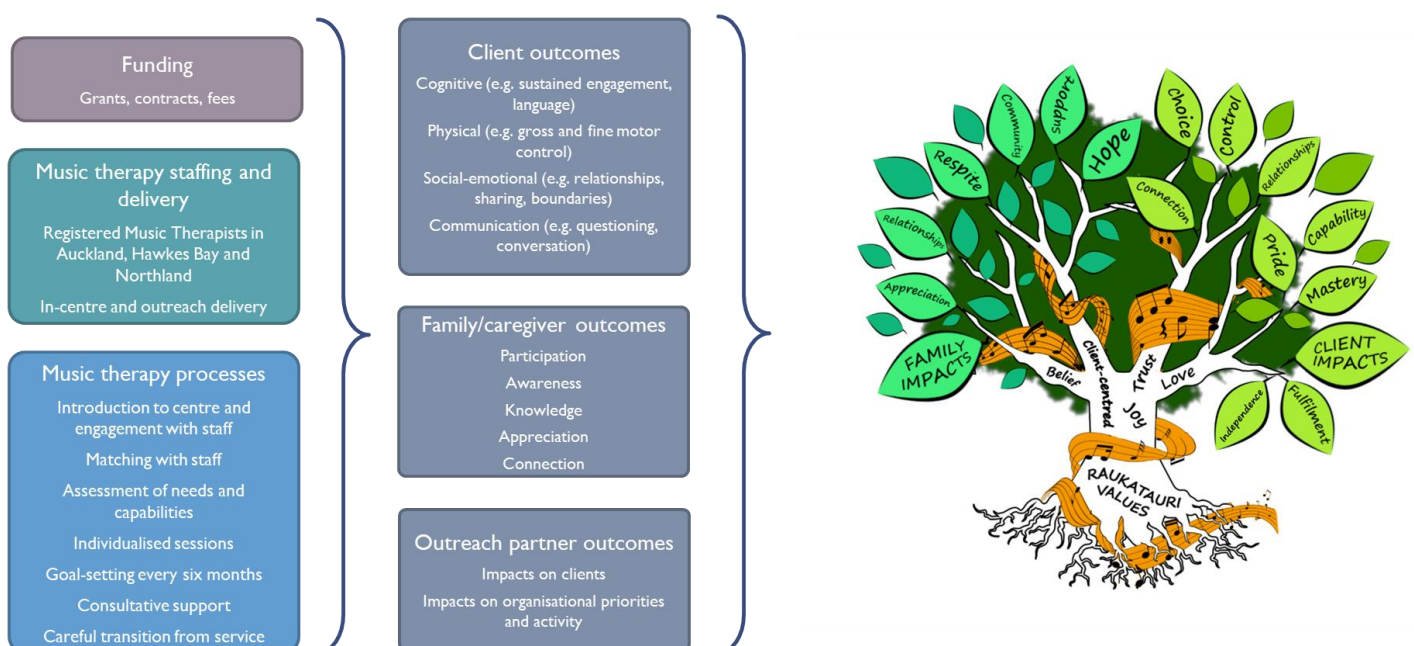 Funding
Grants, contracts, fees
Music therapy staffing and
delivery
Registered Music Therapists in
Auckland, Hawkes Bay and
Northland
In-centre and outreach delivery
Music therapy processes
Introduction to centre and
engagement with staff
Matching with staff
Assessment of needs and
capabilities
Individualised sessions
Goal-setting every six months
Consultative support
Careful transition from service
Client outcomes
Cognitive (e.g. sustained engagement,
language)
Physical (e.g. gross and fine motor
control)
Social-emotional (e.g. relationships,
sharing, boundaries)
Communication (e.g. questioning,
conversation)
Family/caregiver outcomes
Participation
Awareness
Knowledge
Appreciation
Connection
Outreach partner outcomes
Impacts on clients
Impacts on organisational priorities
and activity
FAMILY
IMPACTS
Appreciation
Relationships
Respite
Community
Support
Hope
Choice
Control
Connection
Relationships
Capability
Pride
Mastery
CLIENT
IMPACTS
Fulfilment
Independence
Belief
Client-centred
Trust
Love
Joy
RAUKATAURI
VALUES